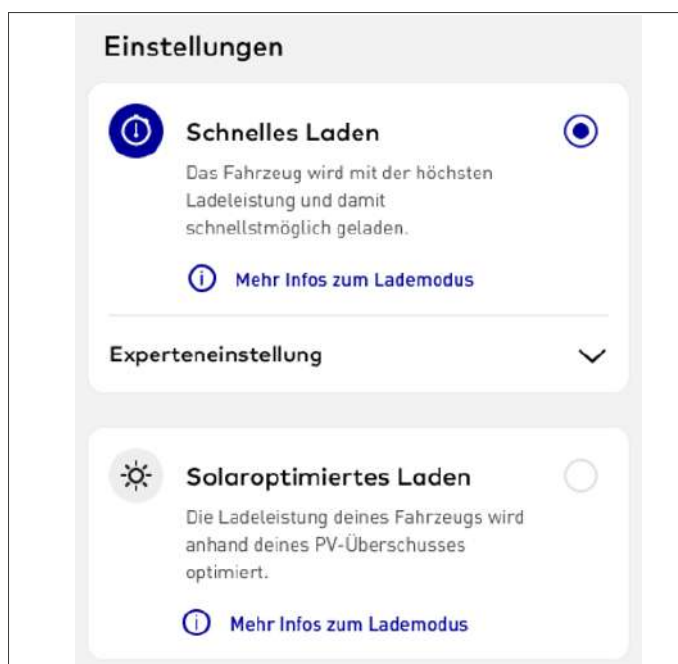 Einstellungen
Schnelles Laden
Das Fahrzeug wird mit der höchsten
Ladeleistung und damit
schnellstmöglich geladen.
Mehr Infos zum Lademodus
Experteneinstellung
Solaroptimiertes Laden
Die Ladeleistung deines Fahrzeugs wird
anhand deines PV-Überschusses
optimiert.
Mehr Infos zum Lademodus